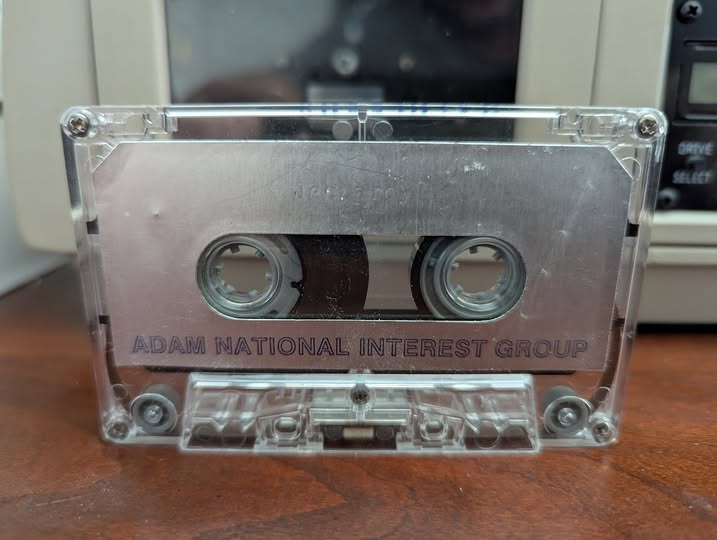 ADAM NATIONAL INTEREST GROUP
DRIVE
SELECT